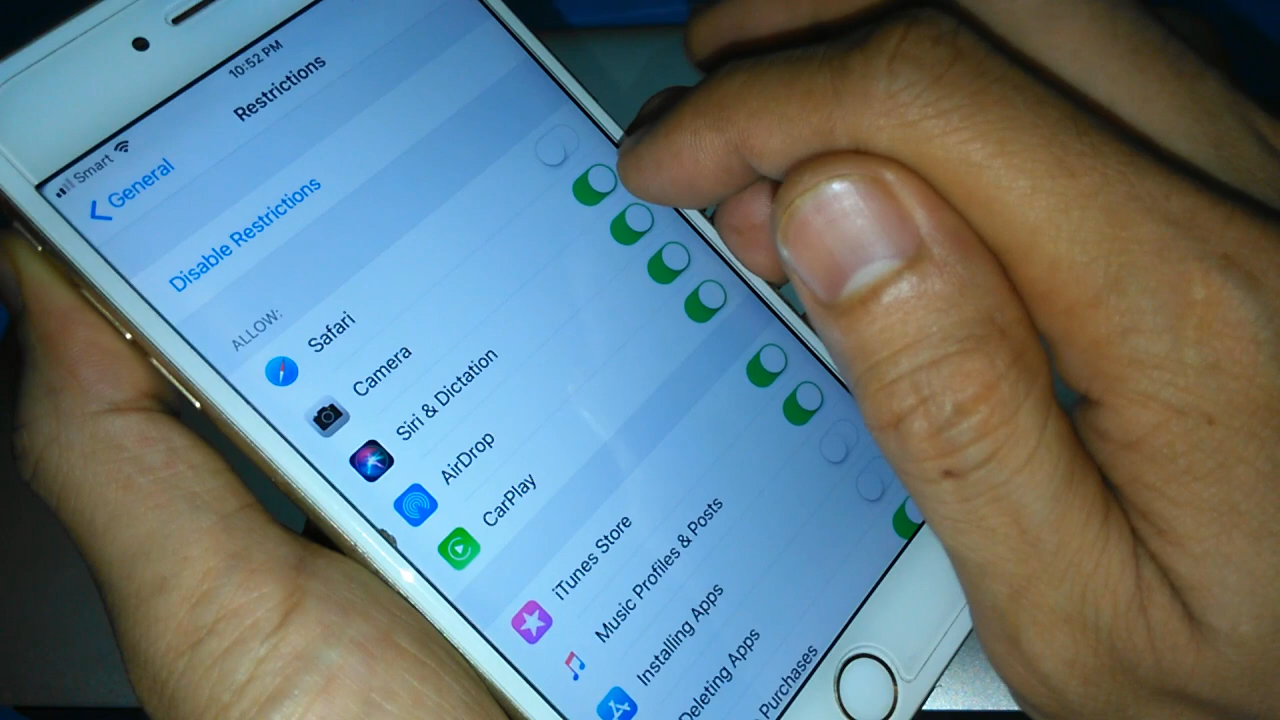 Smart 10:52 PM
General Restrictions
Disable Restrictions
ALLOW:
Safari
Camera
Siri & Dictation
AirDrop
CarPlay
iTunes Store
Music Profiles & Posts
Installing Apps
Deleting Apps
Purchases